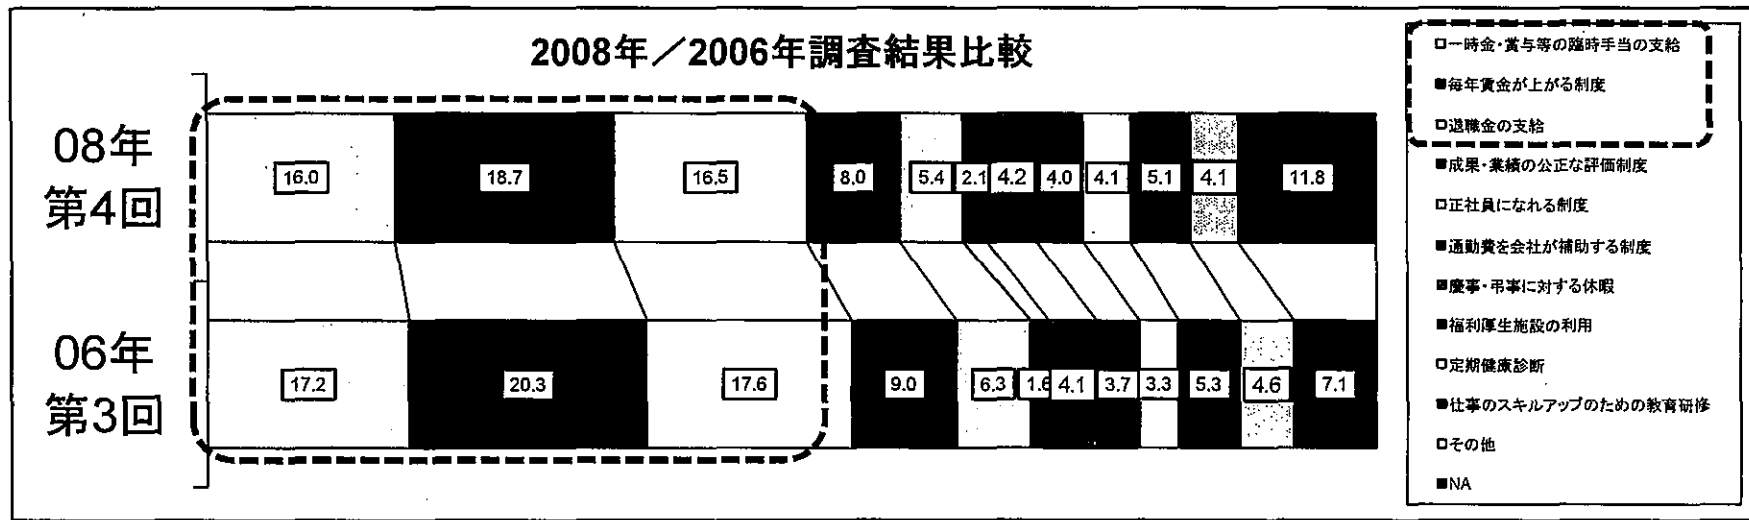 2008年／2006年調査結果比較
08年
第4回
16.0 18.7 16.5 8.0 5.4 2.1 4.2 4.0 4.1 5.1 4.1 11.8
06年
第3回
17.2 20.3 17.6 9.0 6.3 1.6 4.1 3.7 3.3 5.3 4.6 7.1
一時金・賞与等の臨時手当の支給
毎年賃金が上がる制度
退職金の支給
成果・業績の公正な評価制度
正社員になれる制度
通勤費を会社が補助する制度
慶事・弔事に対する休暇
福利厚生施設の利用
定期健康診断
仕事のスキルアップのための教育研修
その他
NA